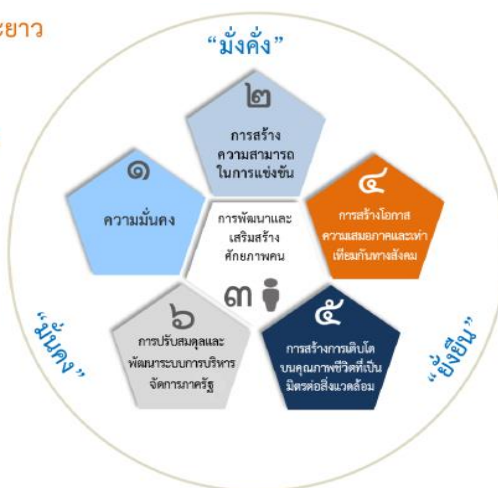 ะยาว
“มั่งคั่ง”
๒
การสร้าง
ความสามารถ
ในการแข่งขัน
๑
ความมั่นคง
๔
การสร้างโอกาส
ความเสมอภาคและเท่า
เทียมกันทางสังคม
การพัฒนาและ
เสริมสร้าง
ศักยภาพคน
๓
๖
การปรับสมดุลและ
พัฒนาระบบการบริหาร
จัดการภาครัฐ
๕
การสร้างการเติบโต
บนคุณภาพชีวิตที่เป็น
มิตรต่อสิ่งแวดล้อม
“มั่นคง”
“ยั่งยืน”